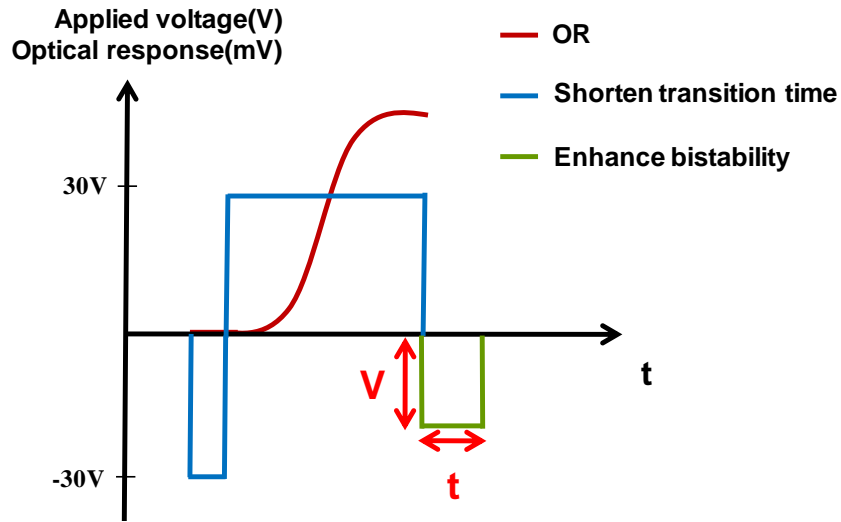 Applied voltage(V)
Optical response(mV)
OR
Shorten transition time
Enhance bistability
30V
-30V
V
t
t